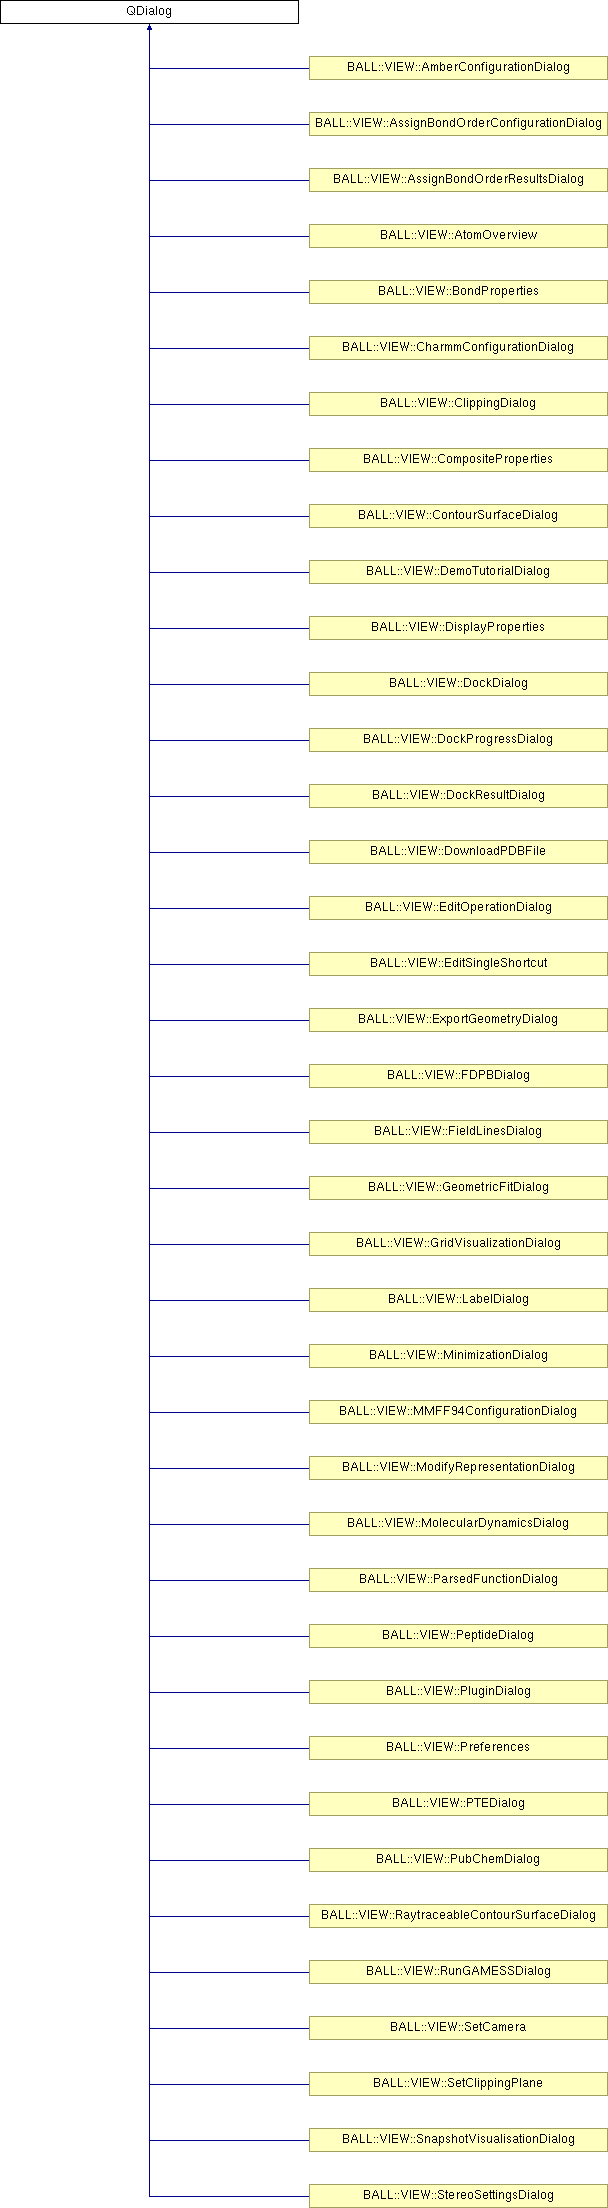 QDialog
BALL::VIEW::AmberConfigurationDialog
BALL::VIEW::AssignBondOrderConfigurationDialog
BALL::VIEW::AssignBondOrderResultsDialog
BALL::VIEW::AtomOverview
BALL::VIEW::BondProperties
BALL::VIEW::CharmmConfigurationDialog
BALL::VIEW::ClippingDialog
BALL::VIEW::CompositeProperties
BALL::VIEW::ContourSurfaceDialog
BALL::VIEW::DemoTutorialDialog
BALL::VIEW::DisplayProperties
BALL::VIEW::DockDialog
BALL::VIEW::DockProgressDialog
BALL::VIEW::DockResultDialog
BALL::VIEW::DownloadPDBFile
BALL::VIEW::EditOperationDialog
BALL::VIEW::EditSingleShortcut
BALL::VIEW::ExportGeometryDialog
BALL::VIEW::FDPBDialog
BALL::VIEW::FieldLinesDialog
BALL::VIEW::GeometricFitDialog
BALL::VIEW::GridVisualizationDialog
BALL::VIEW::LabelDialog
BALL::VIEW::MinimizationDialog
BALL::VIEW::MMFF94ConfigurationDialog
BALL::VIEW::ModifyRepresentationDialog
BALL::VIEW::MolecularDynamicsDialog
BALL::VIEW::ParsedFunctionDialog
BALL::VIEW::PeptideDialog
BALL::VIEW::PluginDialog
BALL::VIEW::Preferences
BALL::VIEW::PTEDialog
BALL::VIEW::PubChemDialog
BALL::VIEW::RaytraceableContourSurfaceDialog
BALL::VIEW::RunGAMESSDialog
BALL::VIEW::SetCamera
BALL::VIEW::SetClippingPlane
BALL::VIEW::SnapshotVisualisationDialog
BALL::VIEW::StereoSettingsDialog